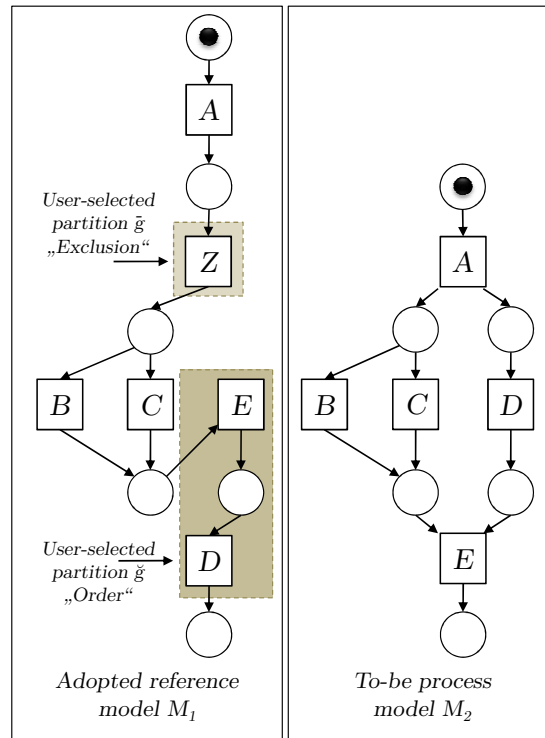 A
User-selected
partition ḡ
„Exclusion“
Z
B
C
E
User-selected
partition ğ
„Order“
D
Adopted reference
model M₁
A
B
C
D
E
To-be process
model M₂